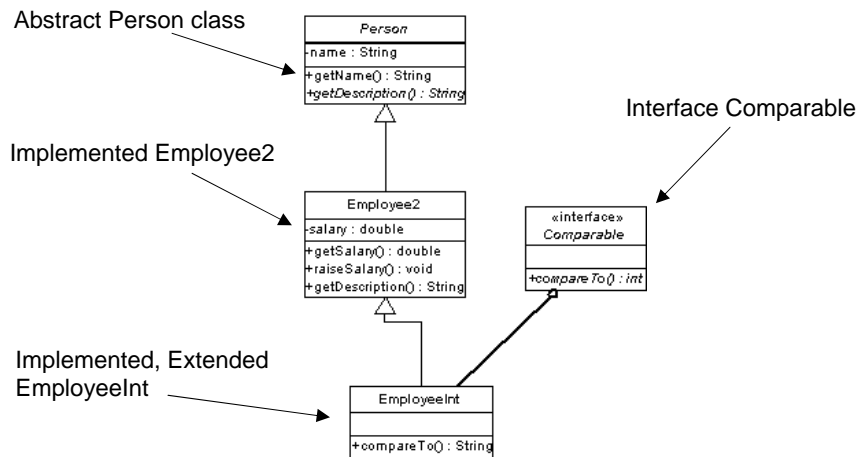 Abstract Person class
Person
-name : String
+getName() : String
+getDescription() : String
Interface Comparable
Implemented Employee2
Employee2
-salary : double
+getSalary() : double
+raiseSalary() : void
+getDescription() : String
«interface»
Comparable
+compareTo() : int
Implemented, Extended
EmployeeInt
EmployeeInt
+compareTo() : String